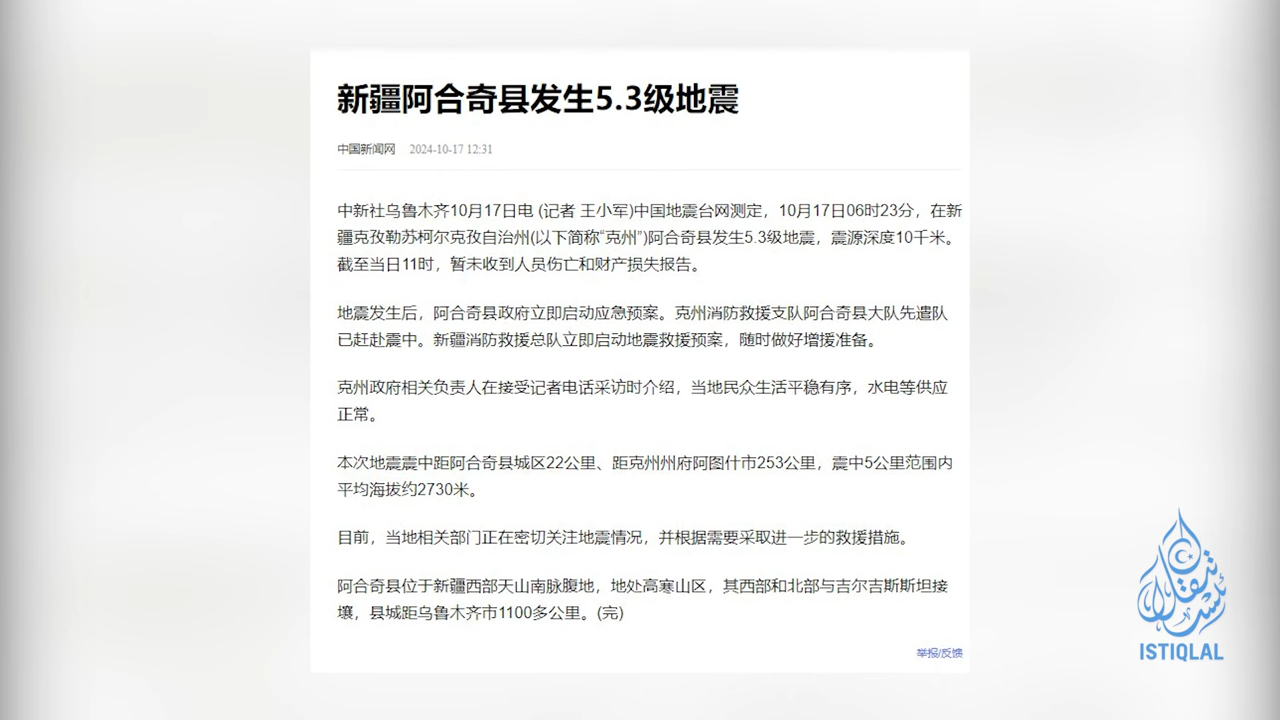 新疆阿合奇县发生5.3级地震
中国新闻网 2024-10-17 12:31
中新社乌鲁木齐10月17日电 (记者 王小军)中国地震台网测定，10月17日06时23分，在新
疆克孜勒苏柯尔克孜自治州(以下简称“克州”)阿合奇县发生5.3级地震，震源深度10千米。
截至当日11时，暂未收到人员伤亡和财产损失报告。
地震发生后，阿合奇县政府立即启动应急预案。克州消防救援支队阿合奇县大队先遣队
已赶赴震中。新疆消防救援总队立即启动地震救援预案，随时做好增援准备。
克州政府相关负责人在接受记者电话采访时介绍，当地民众生活平稳有序，水电等供应
正常。
本次地震震中距阿合奇县城区22公里、距克州州府阿图什市253公里，震中5公里范围内
平均海拔约2730米。
目前，当地相关部门正在密切关注地震情况，并根据需要采取进一步的救援措施。
阿合奇县位于新疆西部天山南脉腹地，地处高寒山区，其西部和北部与吉尔吉斯斯坦接
壤，县城距乌鲁木齐市1100多公里。(完)
举报/反馈
ISTIQLAL